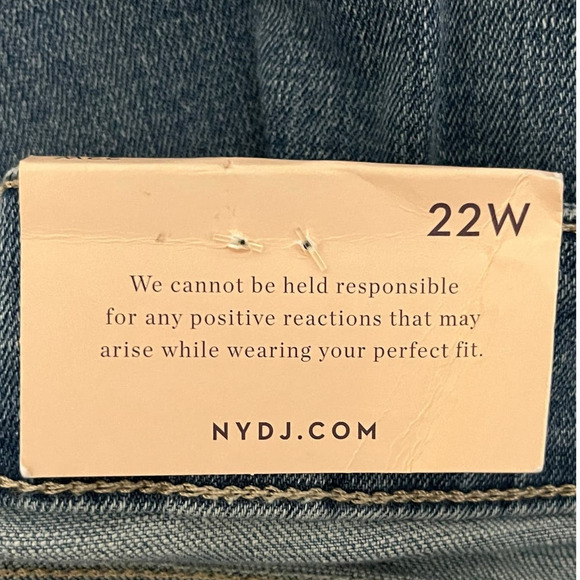 22W
We cannot be held responsible
for any positive reactions that may
arise while wearing your perfect fit.
NYDJ.COM